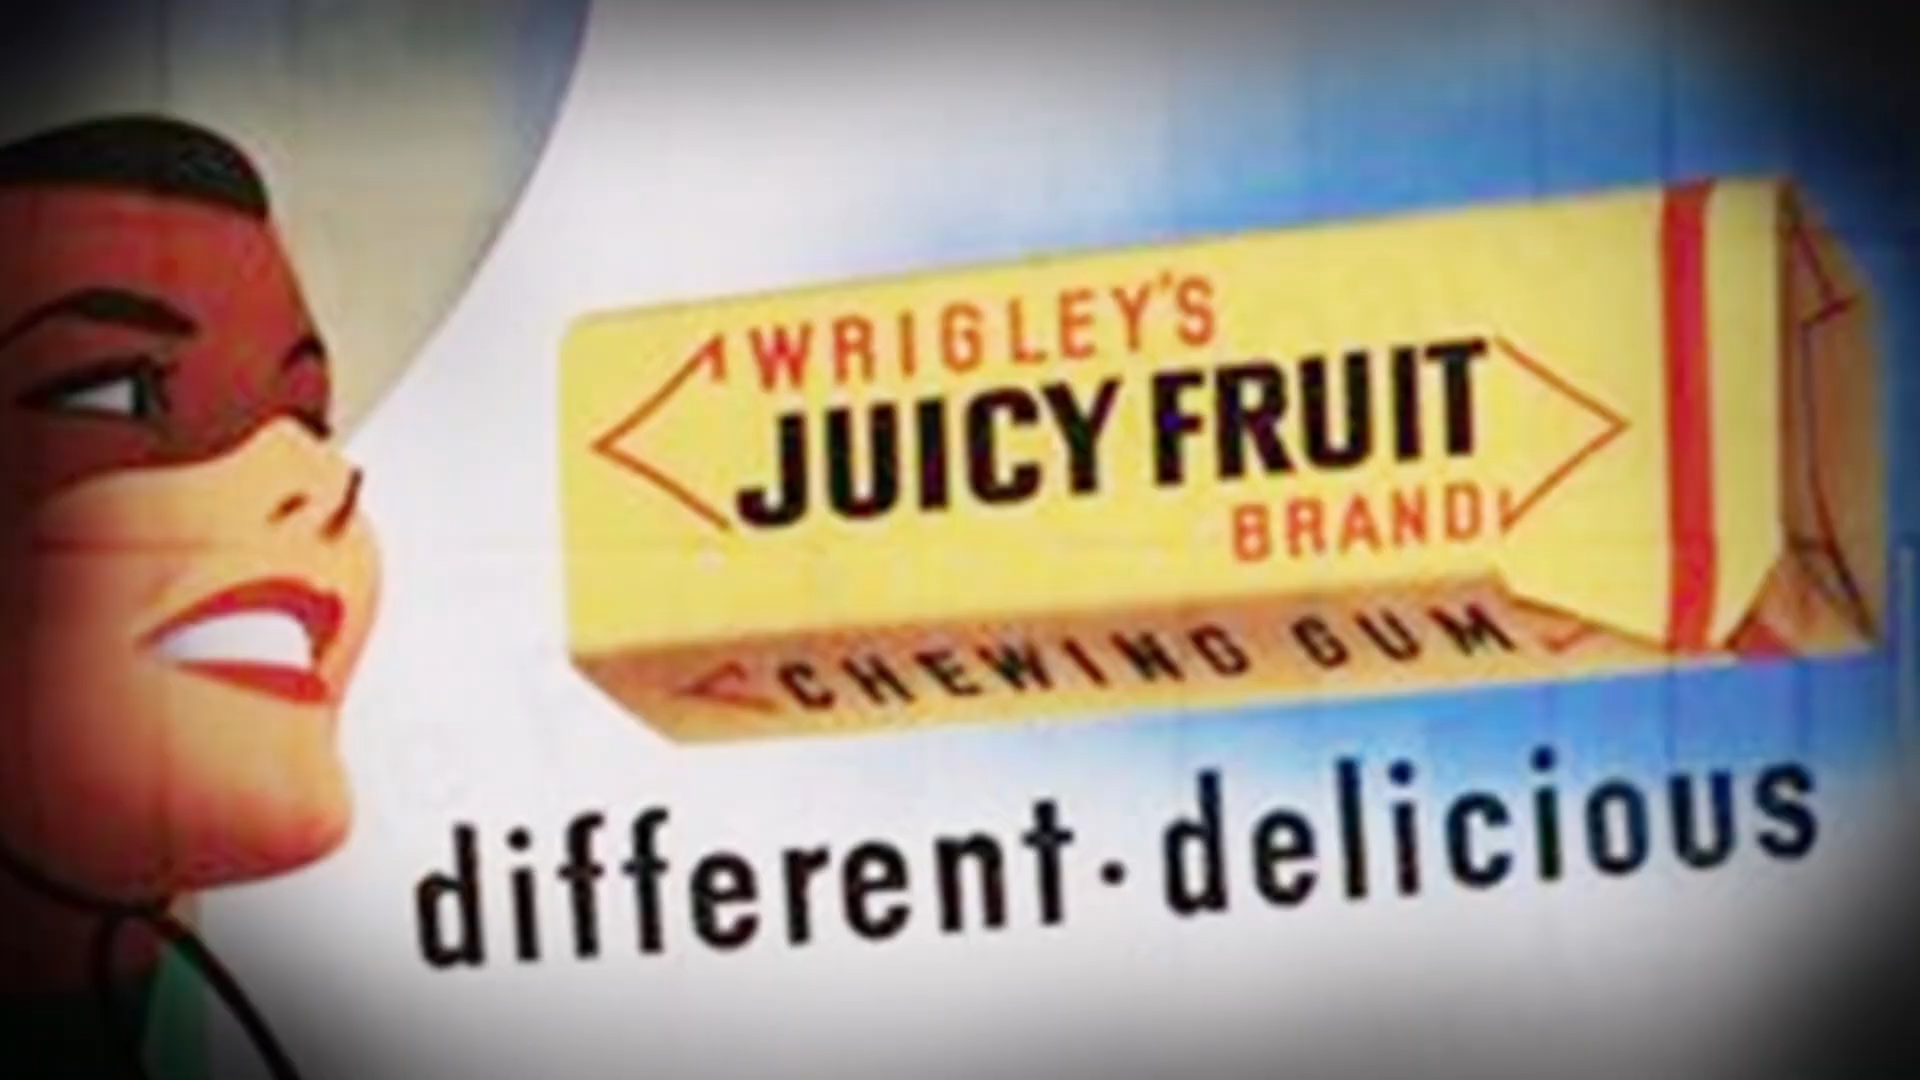 WRIGLEY'S
JUICY FRUIT
BRAND
CHEWING GUM
different·delicious